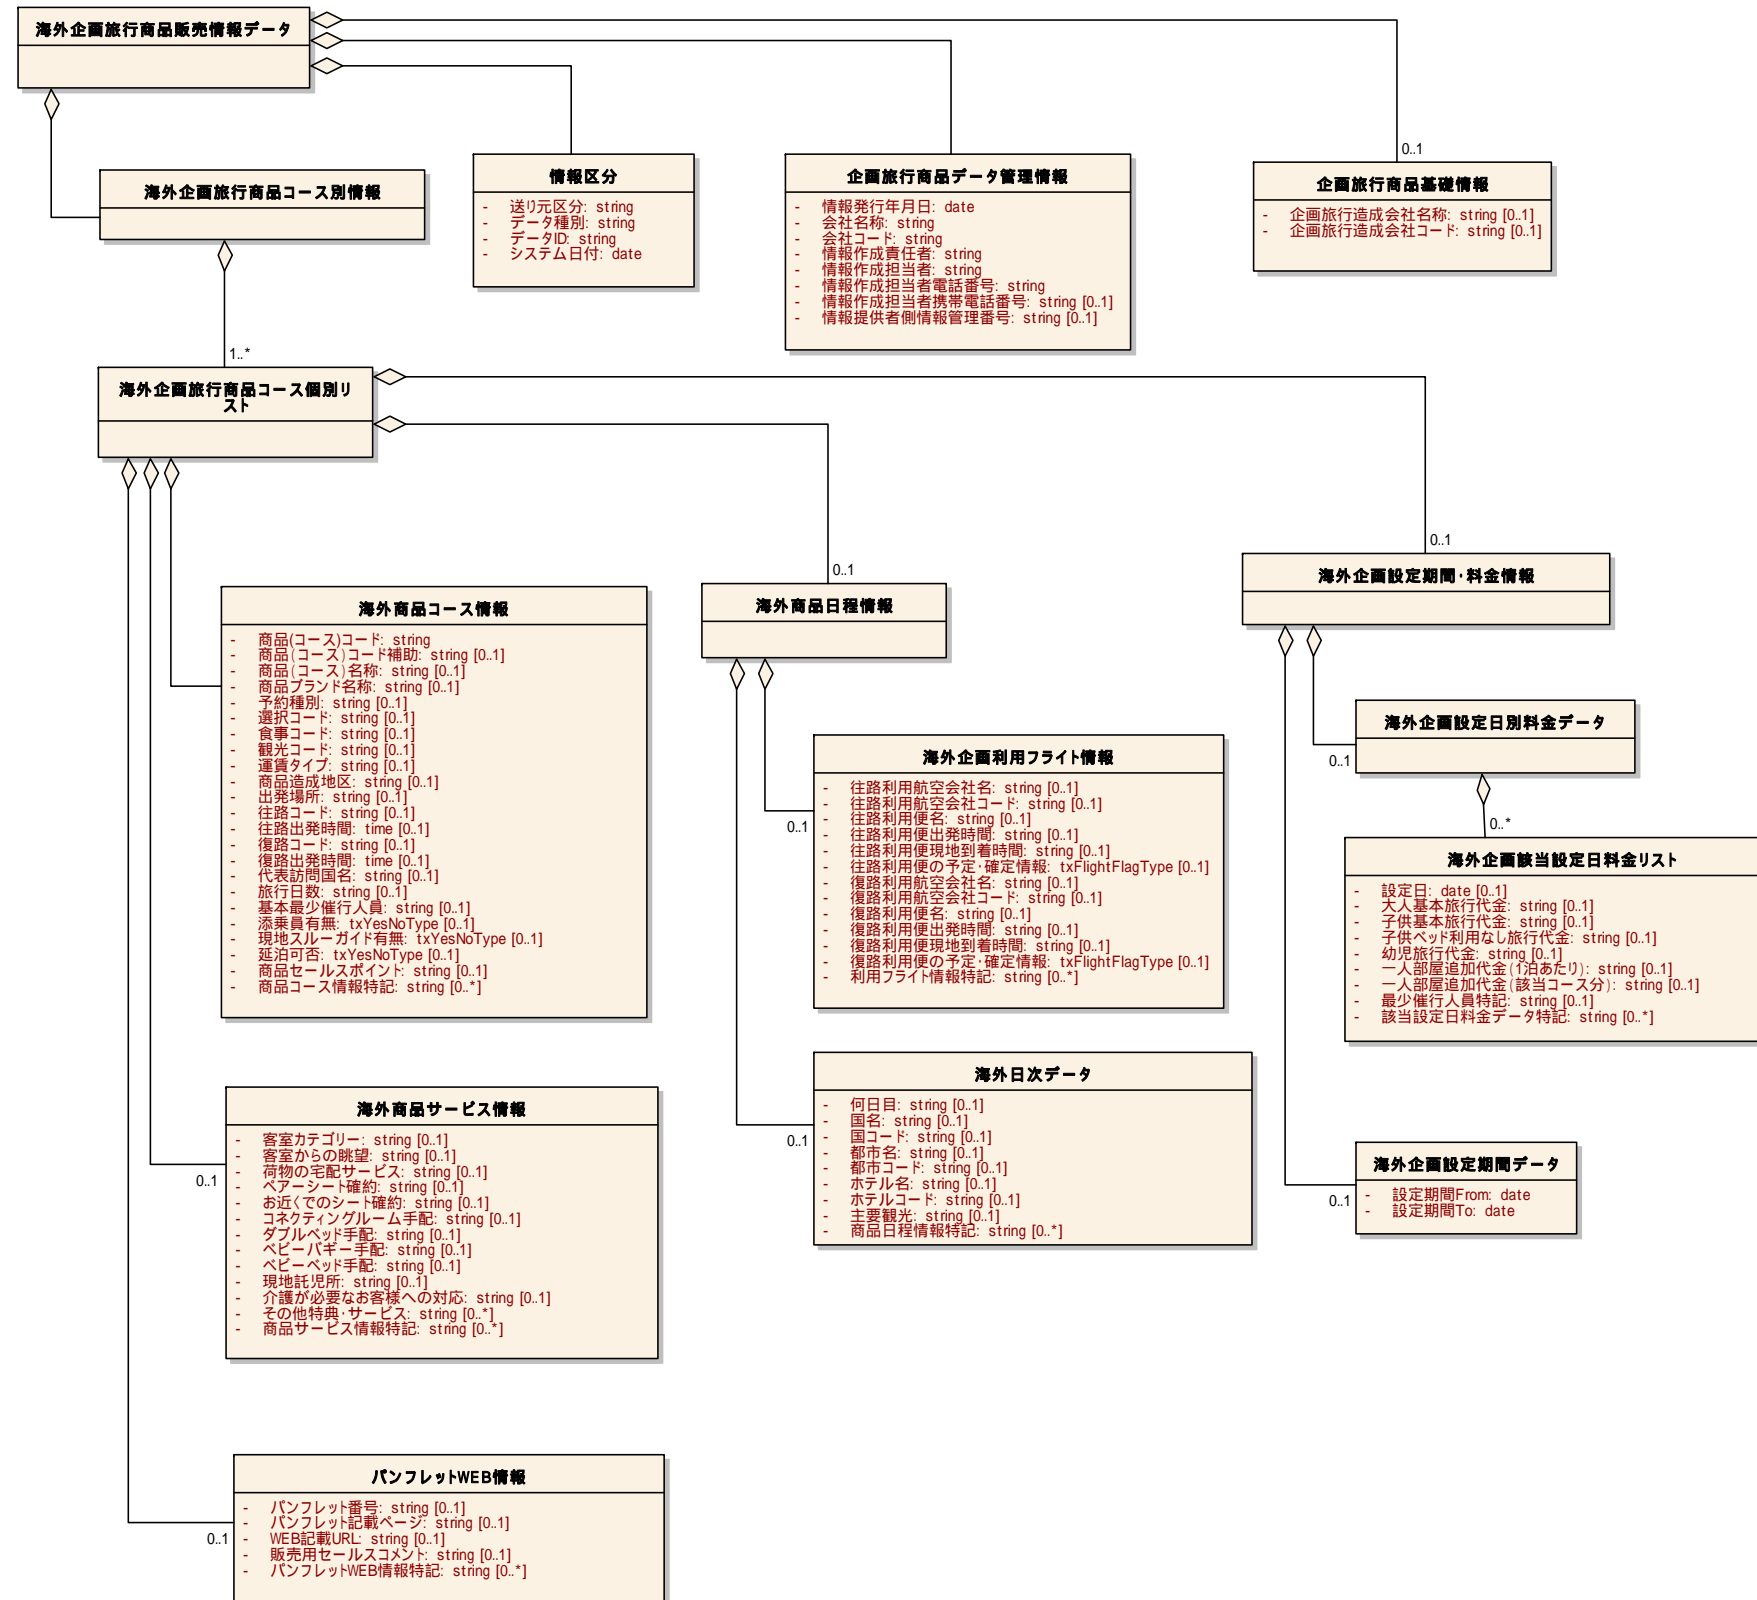 海外企画旅行商品販売情報データ
海外企画旅行商品コース別情報
情報区分
- 送り元区分: string
- データ種別: string
- データID: string
- システム日付: date
企画旅行商品データ管理情報
- 情報発行年月日: date
- 会社名称: string
- 会社コード: string
- 情報作成責任者: string
- 情報作成担当者: string
- 情報作成担当者電話番号: string
- 情報作成担当者携帯電話番号: string [0..1]
- 情報提供者側情報管理番号: string [0..1]
0..1
企画旅行商品基礎情報
- 企画旅行造成会社名称: string [0..1]
- 企画旅行造成会社コード: string [0..1]
1..*
海外企画旅行商品コース個別リ
スト
0..1
海外商品日程情報
0..1
海外企画設定期間・料金情報
海外商品コース情報
- 商品(コース)コード: string
- 商品(コース)コード補助: string [0..1]
- 商品(コース)名称: string [0..1]
- 商品ブランド名称: string [0..1]
- 予約種別: string [0..1]
- 選択コード: string [0..1]
- 食事コード: string [0..1]
- 観光コード: string [0..1]
- 運賃タイプ: string [0..1]
- 商品造成地区: string [0..1]
- 出発場所: string [0..1]
- 往路コード: string [0..1]
- 往路出発時間: time [0..1]
- 復路コード: string [0..1]
- 復路出発時間: time [0..1]
- 代表訪問国名: string [0..1]
- 旅行日数: string [0..1]
- 基本最少催行人員: string [0..1]
- 添乗員有無: txYesNoType [0..1]
- 現地スルーガイド有無: txYesNoType [0..1]
- 延泊可否: txYesNoType [0..1]
- 商品セールスポイント: string [0..1]
- 商品コース情報特記: string [0..*]
0..1
海外企画利用フライト情報
- 往路利用航空会社名: string [0..1]
- 往路利用航空会社コード: string [0..1]
- 往路利用便名: string [0..1]
- 往路利用便出発時間: string [0..1]
- 往路利用便現地到着時間: string [0..1]
- 往路利用便の予定・確定情報: txFlightFlagType [0..1]
- 復路利用航空会社名: string [0..1]
- 復路利用航空会社コード: string [0..1]
- 復路利用便名: string [0..1]
- 復路利用便出発時間: string [0..1]
- 復路利用便現地到着時間: string [0..1]
- 復路利用便の予定・確定情報: txFlightFlagType [0..1]
- 利用フライト情報特記: string [0..*]
0..1
海外企画設定日別料金データ
0..*
海外企画該当設定日料金リスト
- 設定日: date [0..1]
- 大人基本旅行代金: string [0..1]
- 子供基本旅行代金: string [0..1]
- 子供ベッド利用なし旅行代金: string [0..1]
- 幼児旅行代金: string [0..1]
- 一人部屋追加代金(1泊あたり): string [0..1]
- 一人部屋追加代金(該当コース分): string [0..1]
- 最少催行人員特記: string [0..1]
- 該当設定日料金データ特記: string [0..*]
0..1
海外商品サービス情報
- 客室カテゴリー: string [0..1]
- 客室からの眺望: string [0..1]
- 荷物の宅配サービス: string [0..1]
- ペアーシート確約: string [0..1]
- お近くでのシート確約: string [0..1]
- コネクティングルーム手配: string [0..1]
- ダブルベッド手配: string [0..1]
- ベビーバギー手配: string [0..1]
- ベビーベッド手配: string [0..1]
- 現地託児所: string [0..1]
- 介護が必要なお客様への対応: string [0..1]
- その他特典・サービス: string [0..*]
- 商品サービス情報特記: string [0..*]
0..1
海外日次データ
- 何日目: string [0..1]
- 国名: string [0..1]
- 国コード: string [0..1]
- 都市名: string [0..1]
- 都市コード: string [0..1]
- ホテル名: string [0..1]
- ホテルコード: string [0..1]
- 主要観光: string [0..1]
- 商品日程情報特記: string [0..*]
0..1
海外企画設定期間データ
- 設定期間From: date
- 設定期間To: date
0..1
パンフレットWEB情報
- パンフレット番号: string [0..1]
- パンフレット記載ページ: string [0..1]
- WEB記載URL: string [0..1]
- 販売用セールスコメント: string [0..1]
- パンフレットWEB情報特記: string [0..*]